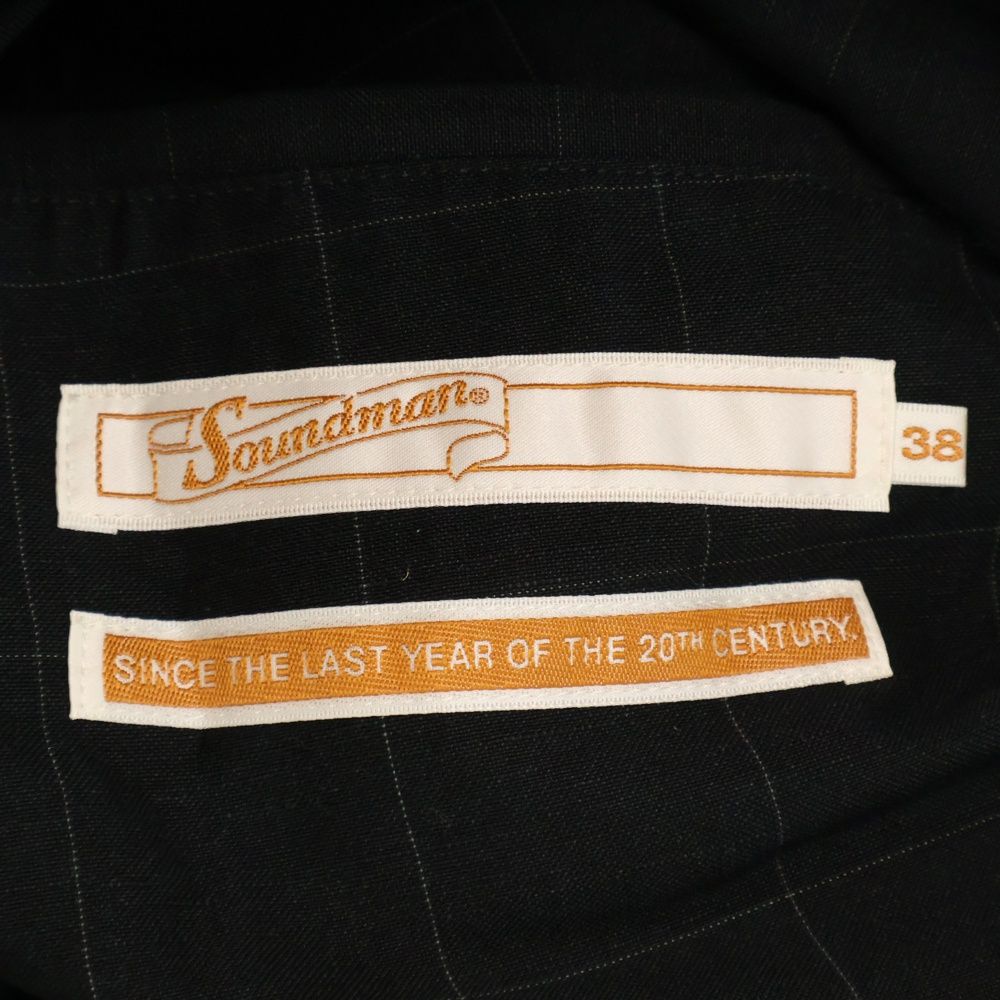 Soundman®
38
SINCE THE LAST YEAR OF THE 20TH CENTURY.